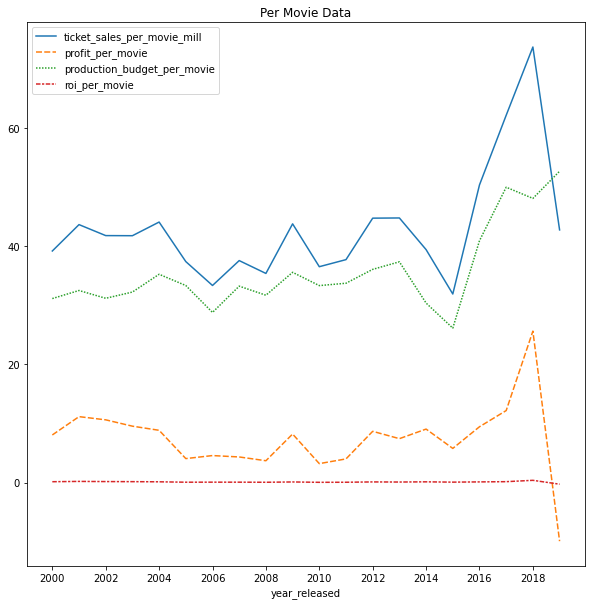 Per Movie Data
ticket_sales_per_movie_mill
profit_per_movie
production_budget_per_movie
roi_per_movie
60
40
20
0
2000 2002 2004 2006 2008 2010 2012 2014 2016 2018
year_released